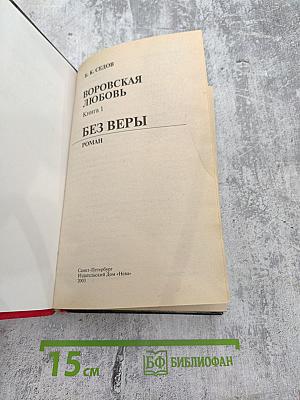 Б. К. СЕДОВ
ВОРОВСКАЯ
ЛЮБОВЬ
Книга 1
БЕЗ ВЕРЫ
РОМАН
Санкт-Петербург
Издательский Дом «Нева»
2003
15 см
БФ БИБЛИОФАН